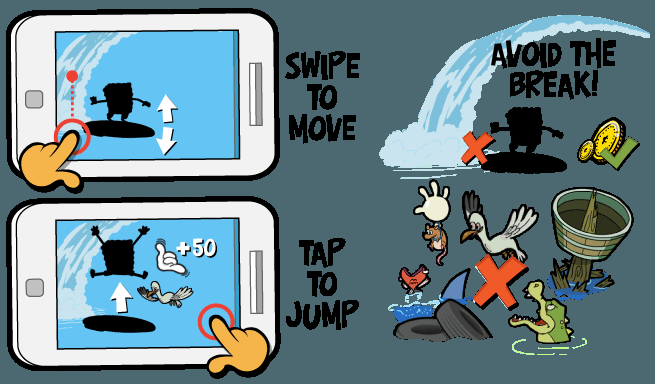 SWIPE
TO
MOVE
AVOID THE
BREAK!
+50
TAP
TO
JUMP